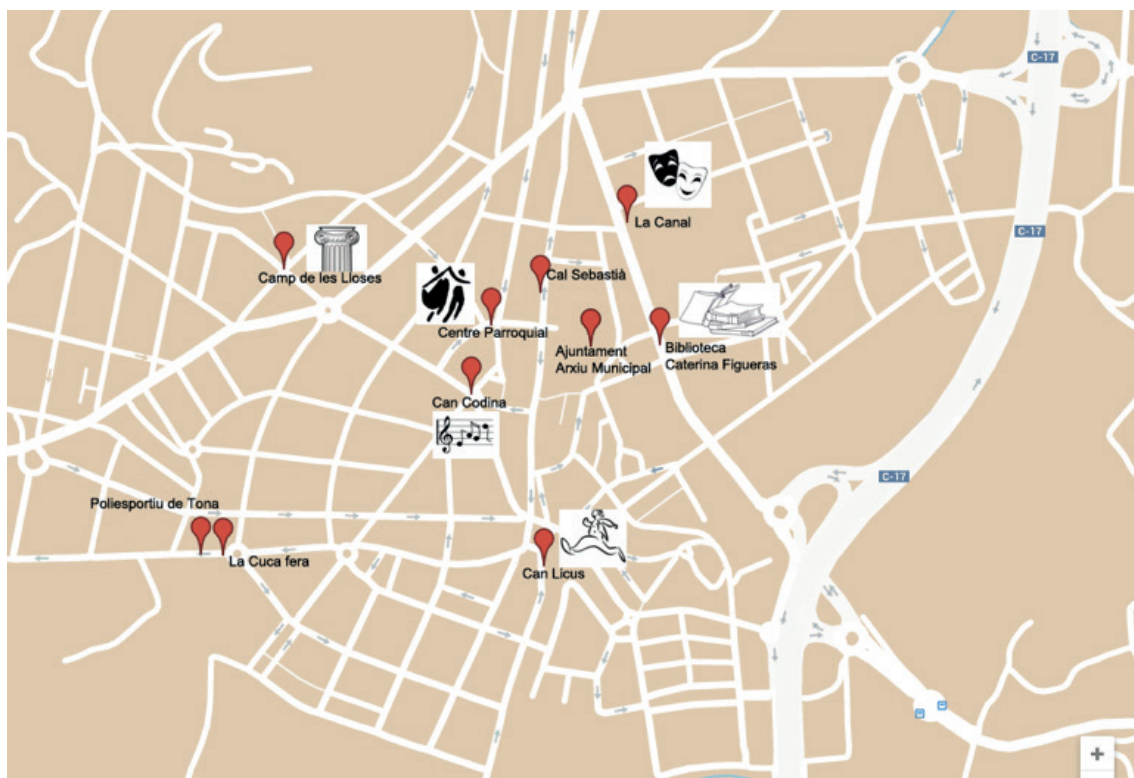 C-17
La Canal
C-17
Camp de les Lloses
Cal Sebastià
Centre Parroquial
Ajuntament
Arxiu Municipal
Biblioteca
Caterina Figueras
Can Codina
C-17
Poliesportiu de Tona
La Cuca fera
Can Licus
+